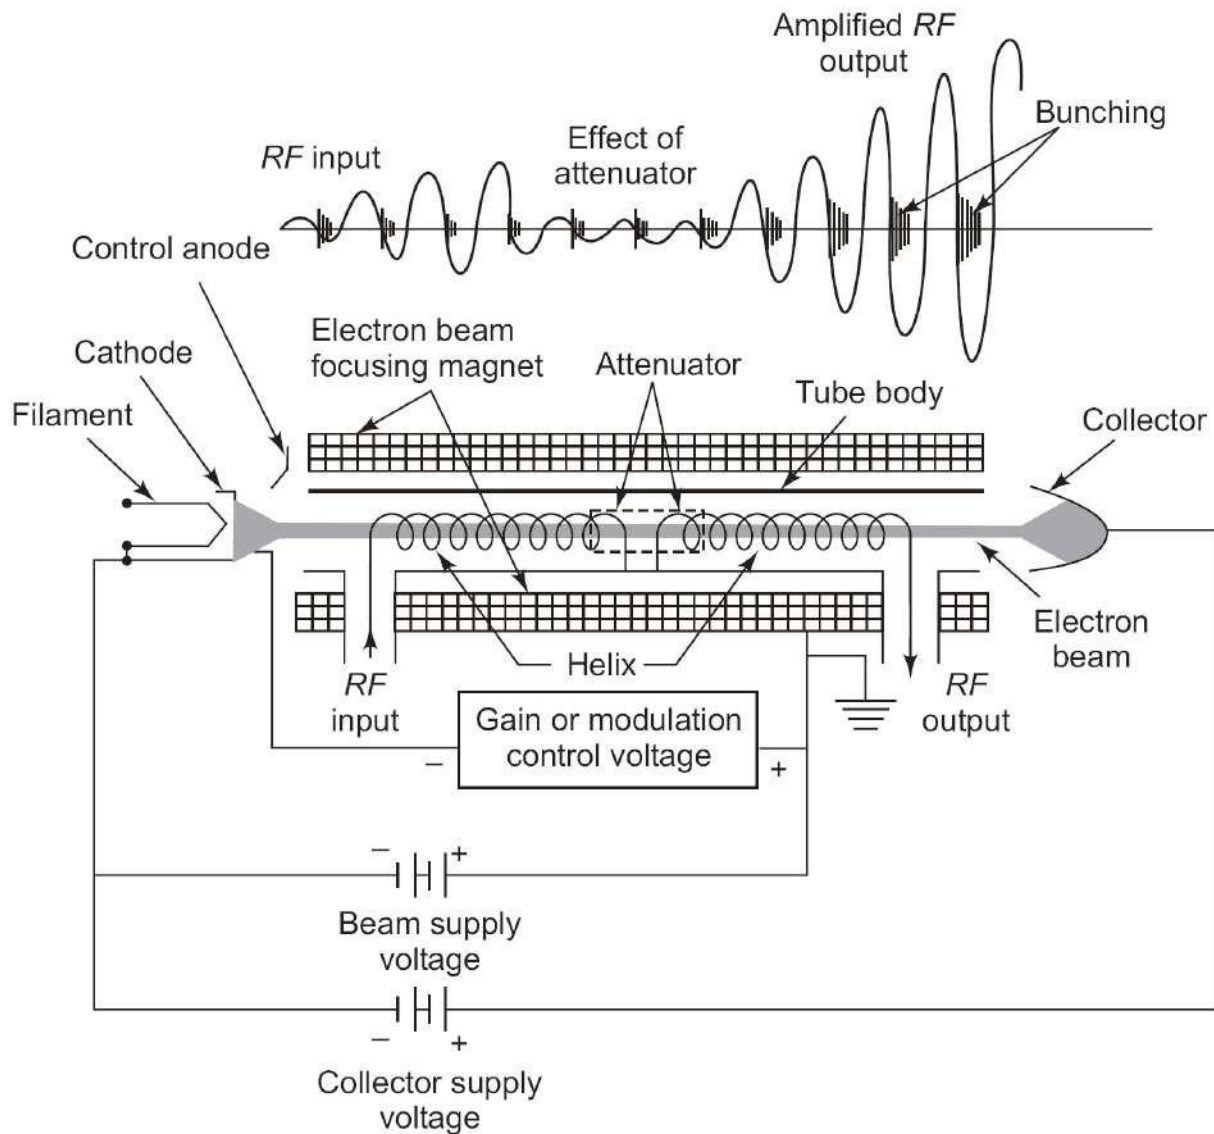 Amplified RF
output
Bunching
RF input
Effect of
attenuator
Control anode
Electron beam
focusing magnet
Cathode
Attenuator
Tube body
Filament
Collector
Helix
Electron
beam
RF
input
RF
output
Gain or modulation
control voltage
– +
– +
Beam supply
voltage
– +
Collector supply
voltage